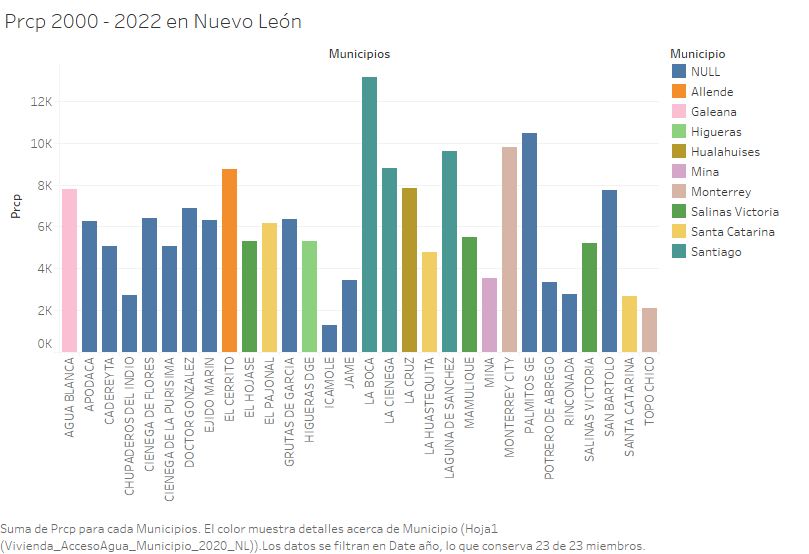 Prcp 2000 - 2022 en Nuevo León
Municipios
Prcp
12K
10K
8K
6K
4K
2K
0K
AGUA BLANCA
APODACA
CADEREYTA
CHUPADEROS DEL INDIO
CIENEGA DE FLORES
CIENEGA DE LA PURISIMA
DOCTOR GONZALEZ
EJIDO MARIN
EL CERRITO
EL HOJASE
EL PAJONAL
GRUTAS DE GARCIA
HIGUERAS DGE
ICAMOLE
JAME
LA BOCA
LA CIENEGA
LA CRUZ
LA HUASTEQUITA
LAGUNA DE SANCHEZ
MAMULIQUE
MINA
MONTERREY CITY
PALMITOS GE
POTRERO DE ABREGO
RINCONADA
SALINAS VICTORIA
SAN BARTOLO
SANTA CATARINA
TOPO CHICO
Municipio
NULL
Allende
Galeana
Higueras
Hualahuises
Mina
Monterrey
Salinas Victoria
Santa Catarina
Santiago
Suma de Prcp para cada Municipios. El color muestra detalles acerca de Municipio (Hoja1
(Vivienda_AccesoAgua_Municipio_2020_NL)).Los datos se filtran en Date año, lo que conserva 23 de 23 miembros.